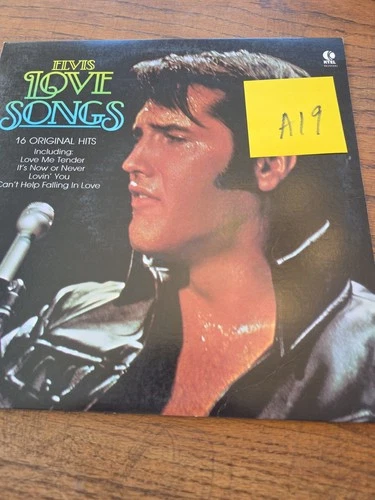 ELVIS
LOVE
SONGS
16 ORIGINAL HITS
Including:
Love Me Tender
It's Now or Never
Lovin' You
Can't Help Falling In Love
K
KTEL
A19